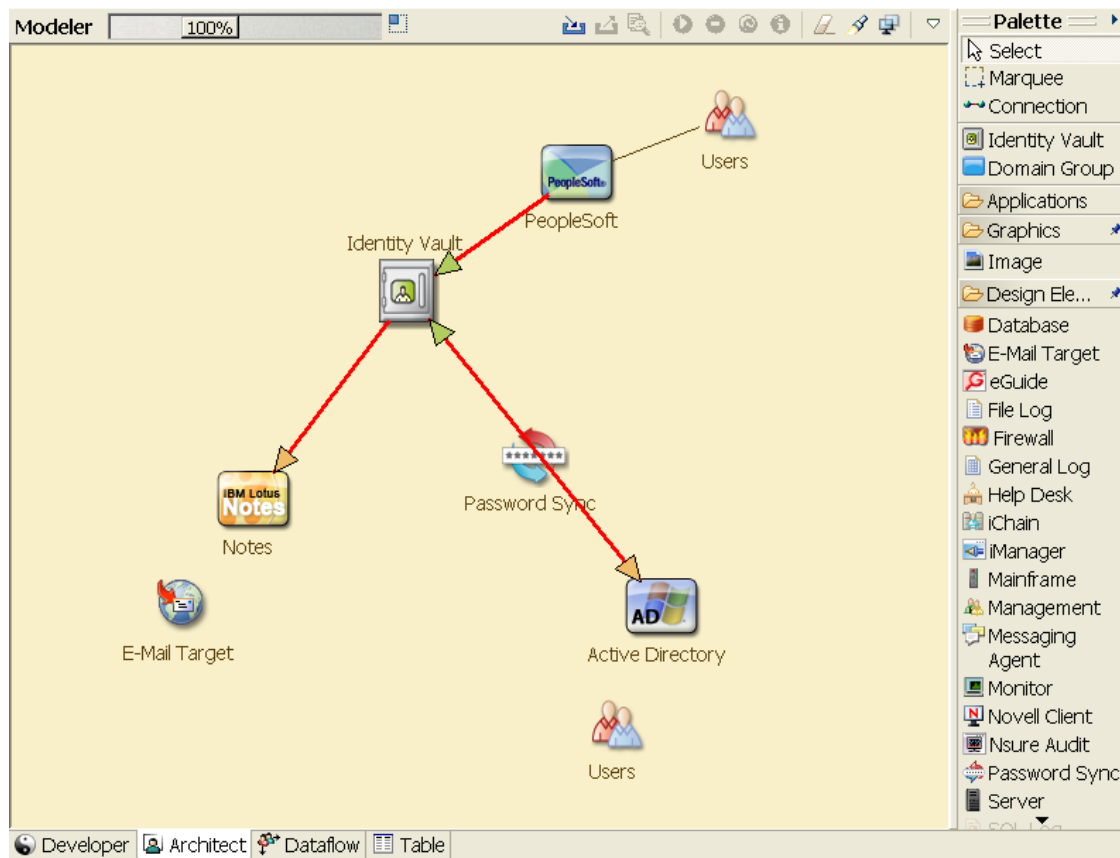 Modeler 100%
Users
PeopleSoft
PeopleSoft
Identity Vault
*******
Password Sync
IBM Lotus
Notes
Notes
E-Mail Target
AD
Active Directory
Users
Palette
Select
Marquee
Connection
Identity Vault
Domain Group
Applications
Graphics
Image
Design Ele...
Database
E-Mail Target
eGuide
File Log
Firewall
General Log
Help Desk
iChain
iManager
Mainframe
Management
Messaging
Agent
Monitor
Novell Client
Nsure Audit
Password Sync
Server
SQL Log
Developer Architect Dataflow Table